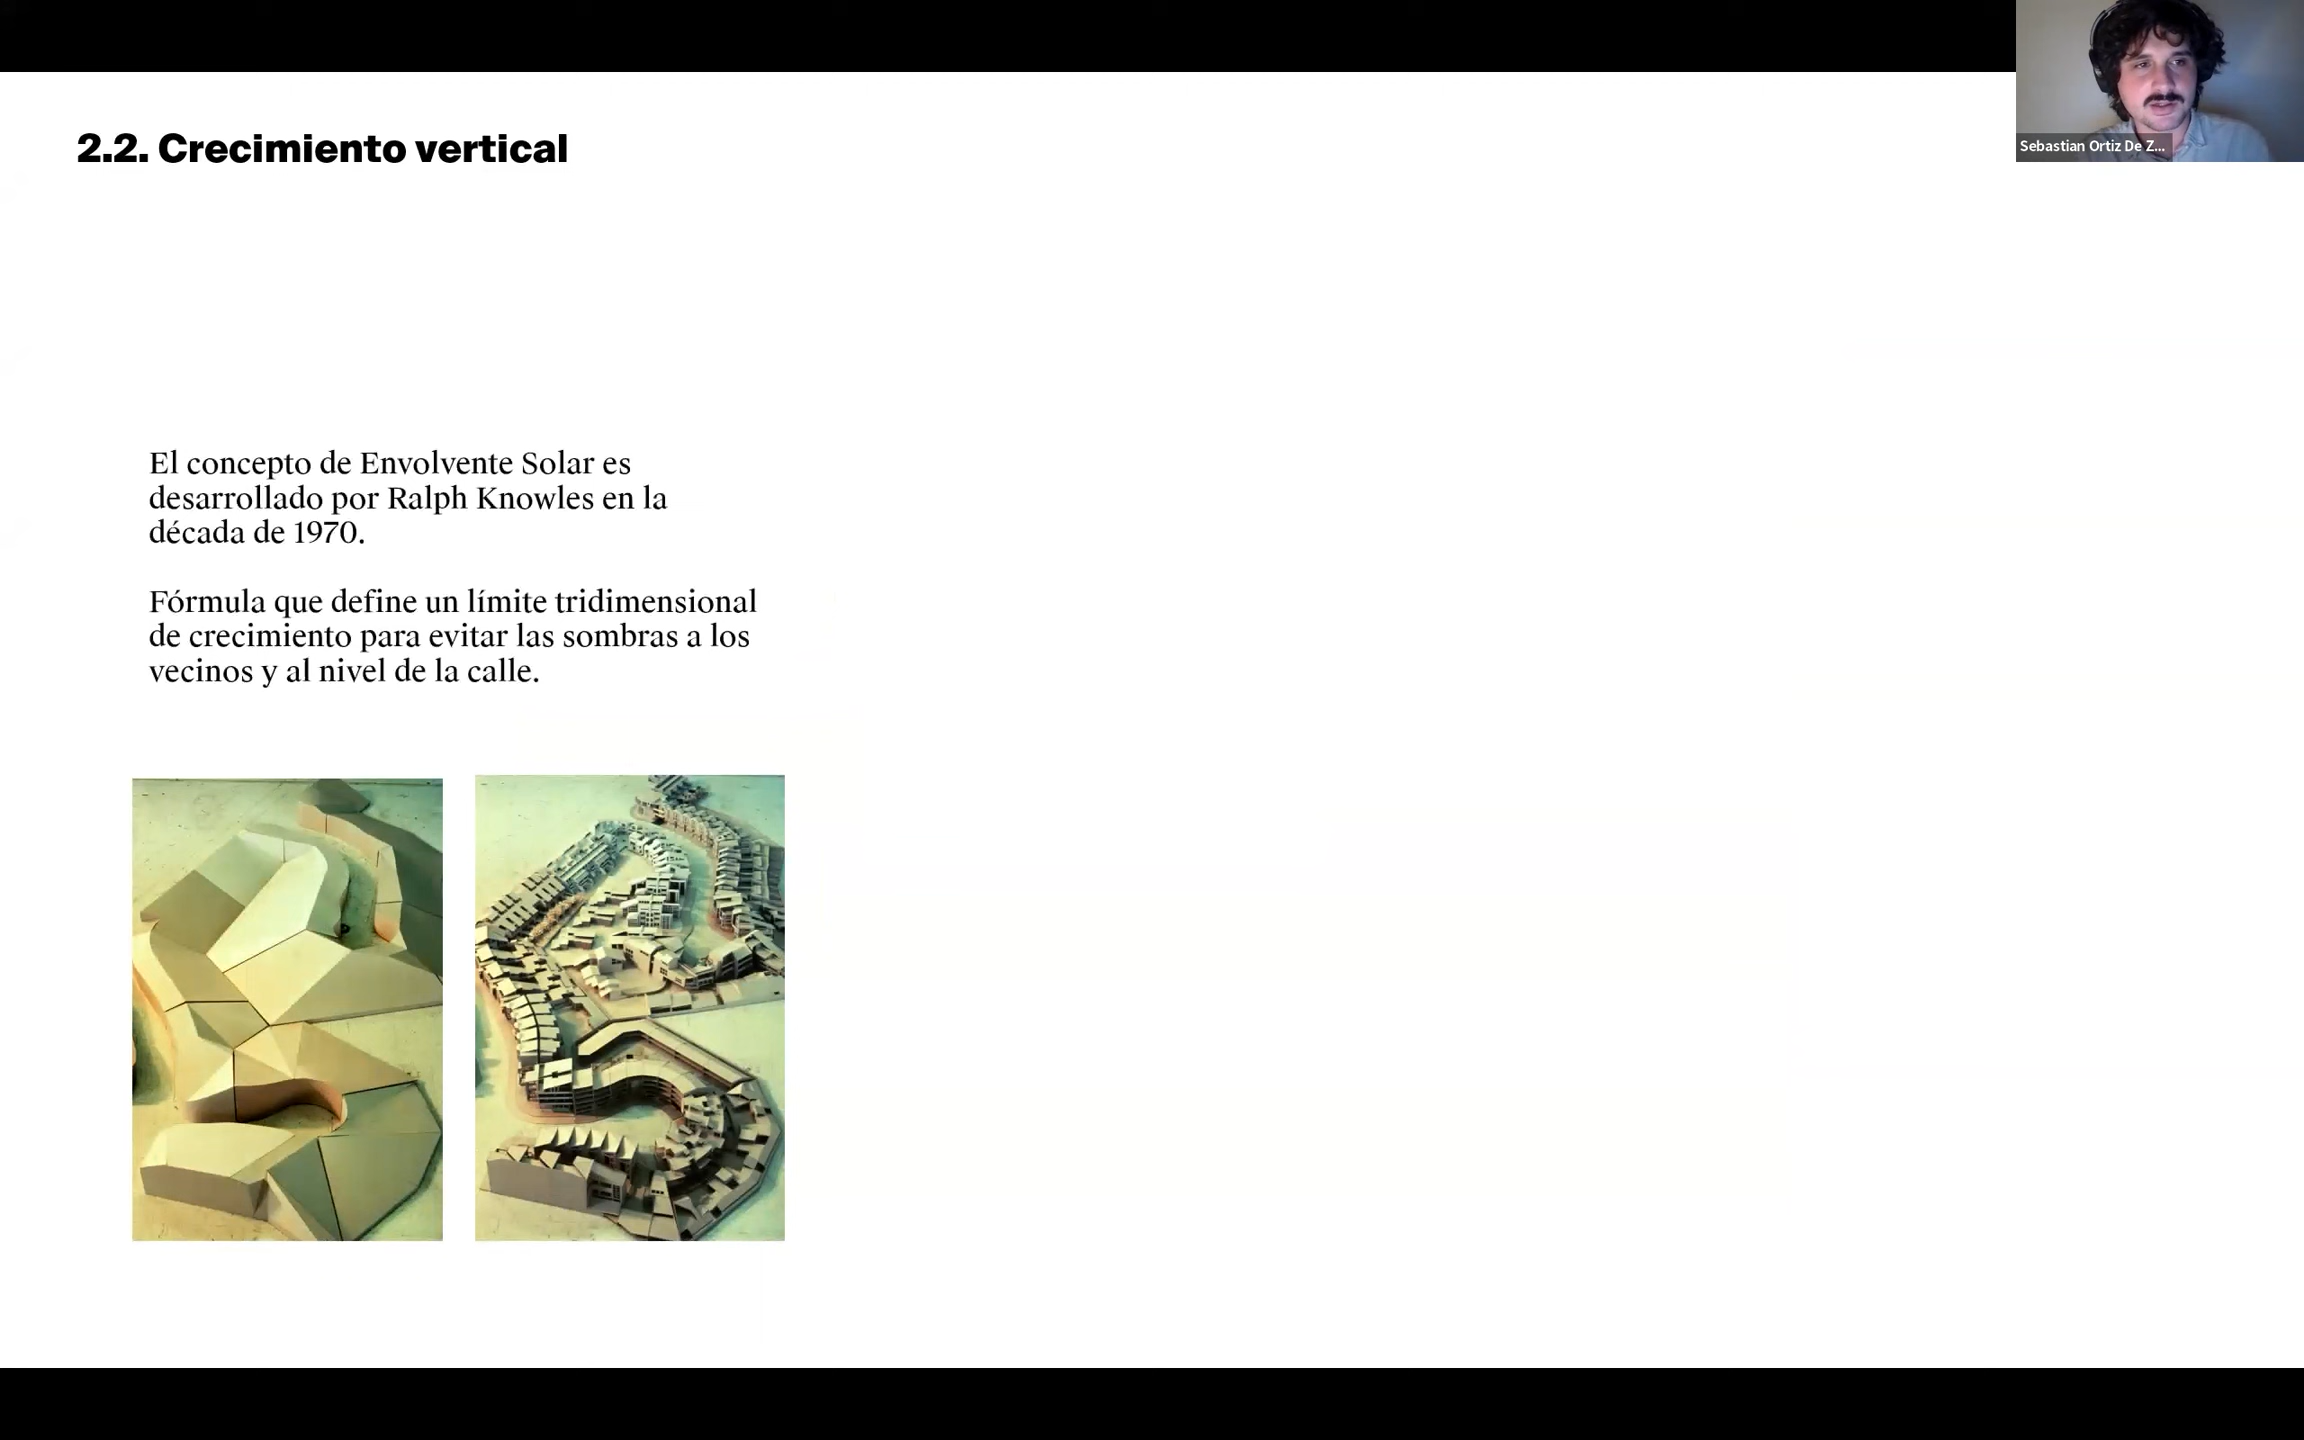 2.2. Crecimiento vertical
Sebastian Ortiz De Z...
El concepto de Envolvente Solar es
desarrollado por Ralph Knowles en la
década de 1970.
Fórmula que define un límite tridimensional
de crecimiento para evitar las sombras a los
vecinos y al nivel de la calle.